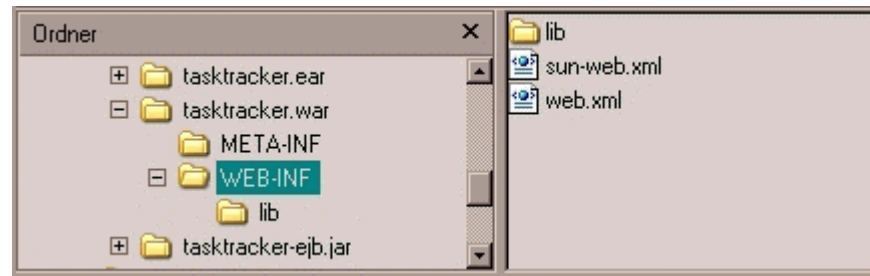 Ordner
tasktracker.ear
tasktracker.war
META-INF
WEB-INF
lib
tasktracker-ejb.jar
lib
sun-web.xml
web.xml